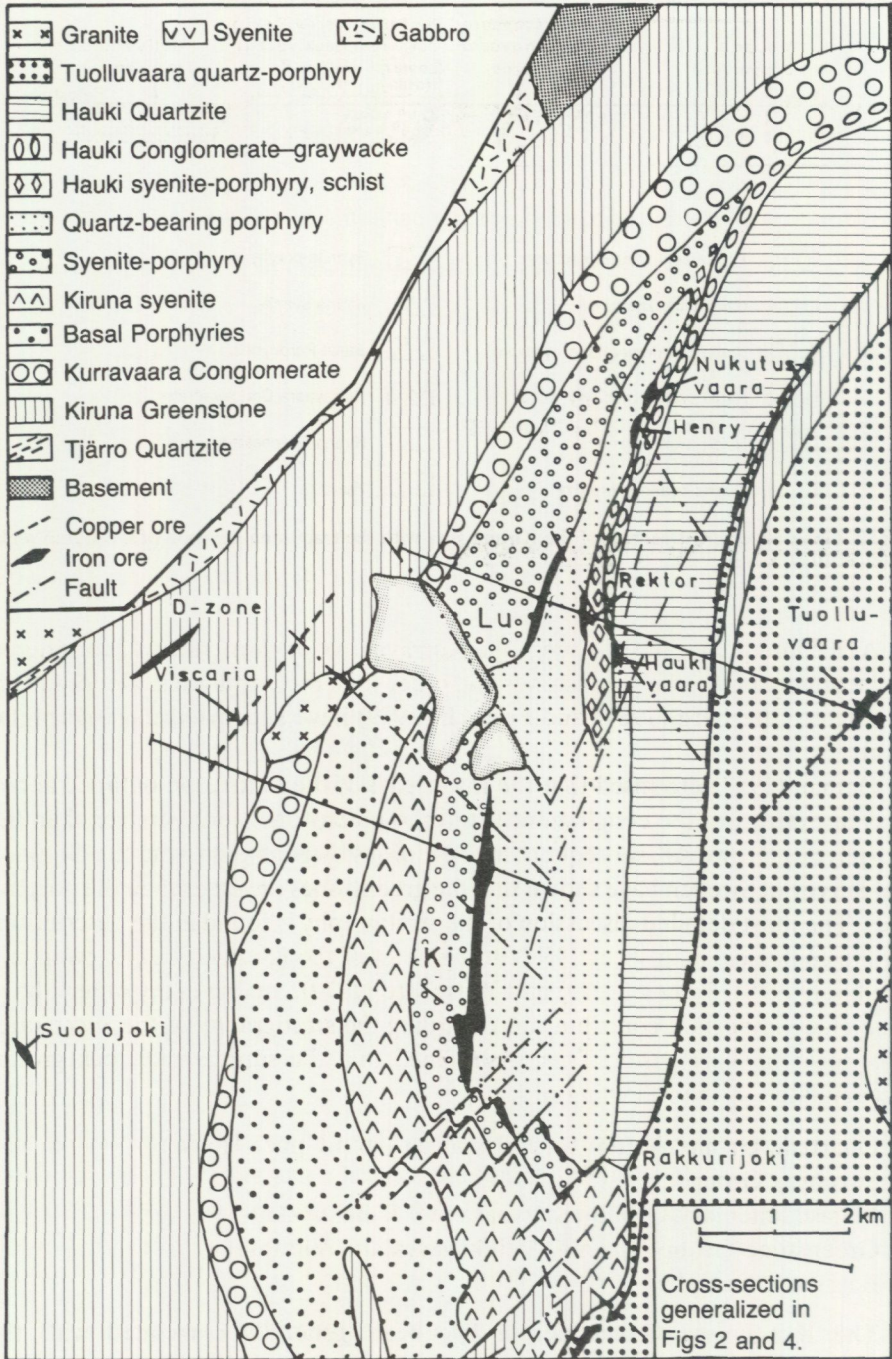 Granite Syenite Gabbro
Tuolluvaara quartz-porphyry
Hauki Quartzite
Hauki Conglomerate–graywacke
Hauki syenite-porphyry, schist
Quartz-bearing porphyry
Syenite-porphyry
Kiruna syenite
Basal Porphyries
Kurravaara Conglomerate
Kiruna Greenstone
Tjärro Quartzite
Basement
Copper ore
Iron ore
Fault
Nukutus
vaara
Henry
D-zone
Viscaria
Lu
Rektor
Hauki
vaara
Tuollu-
vaara
Ki
Suolojoki
Rakkurijoki
0 1 2 km
Cross-sections
generalized in
Figs 2 and 4.